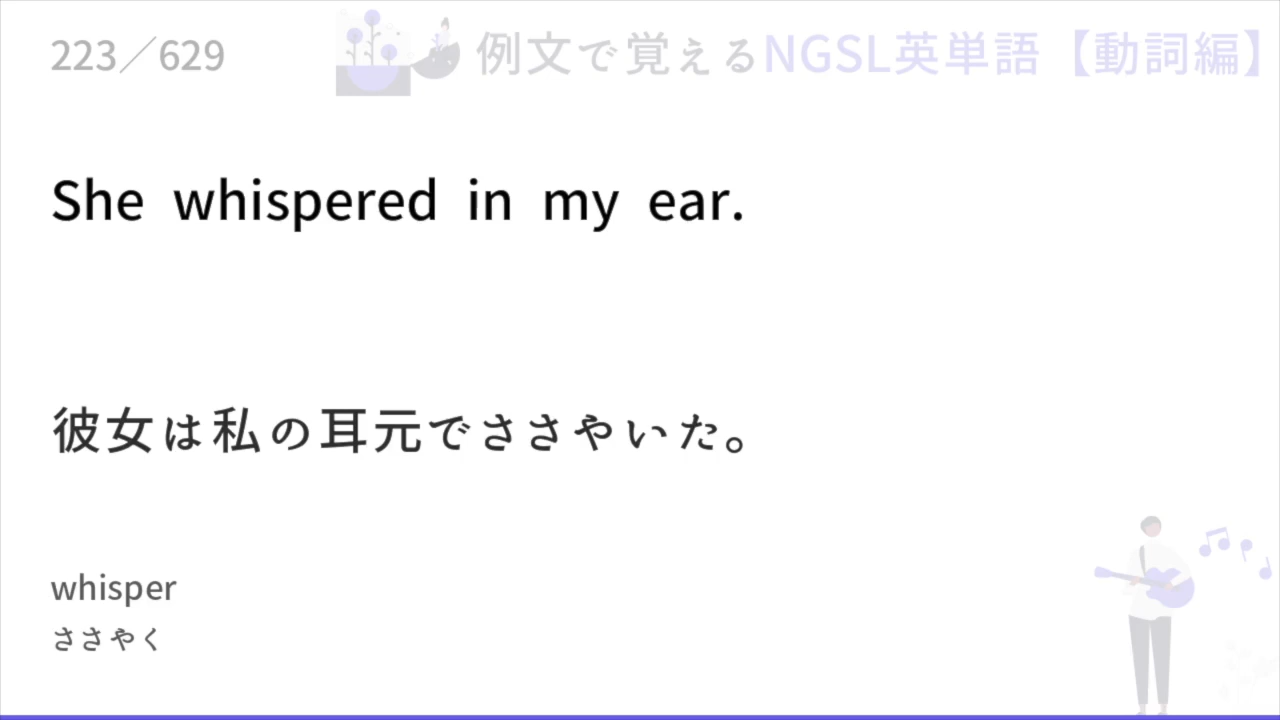 223／629
例文で覚えるNGSL英単語【動詞編】
She whispered in my ear.
彼女は私の耳元でささやいた。
whisper
ささやく